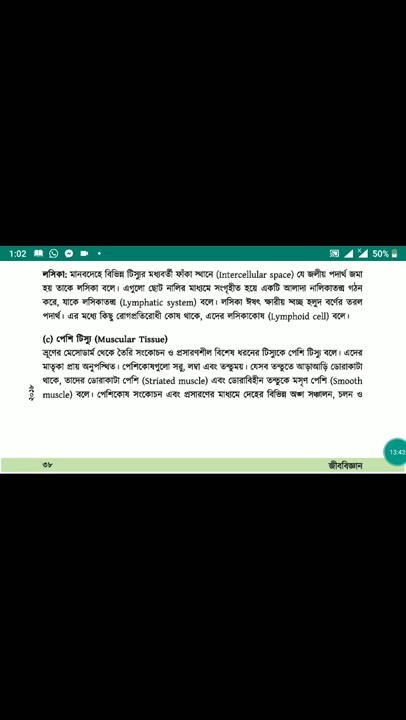 1:02
50%
লসিকা: মানবদেহে বিভিন্ন টিস্যুর মধ্যবর্তী ফাঁকা স্থানে (Intercellular space) যে জলীয় পদার্থ জমা
হয় তাকে লসিকা বলে। এগুলো ছোট নালির মাধ্যমে সংগৃহীত হয়ে একটি আলাদা নালিকাতন্ত্র গঠন
করে, যাকে লসিকাতন্ত্র (Lymphatic system) বলে। লসিকা ঈষৎ ক্ষারীয় স্বচ্ছ হলুদ বর্ণের তরল
পদার্থ। এর মধ্যে কিছু রোগপ্রতিরোধী কোষ থাকে, এদের লসিকাকোষ (Lymphoid cell) বলে।
(c) পেশি টিস্যু (Muscular Tissue)
ভ্রূণের মেসোডার্ম থেকে তৈরি সংকোচন ও প্রসারণশীল বিশেষ ধরনের টিস্যুকে পেশি টিস্যু বলে। এদের
মাতৃকা প্রায় অনুপস্থিত। পেশিকোষগুলো সরু, লম্বা এবং তন্তুময়। যেসব তন্তুতে আড়াআড়ি ডোরাকাটা
থাকে, তাদের ডোরাকাটা পেশি (Striated muscle) এবং ডোরাবিহীন তন্তুকে মসৃণ পেশি (Smooth
muscle) বলে। পেশিকোষ সংকোচন এবং প্রসারণের মাধ্যমে দেহের বিভিন্ন অঙ্গ সঞ্চালন, চলন ও
২০১৮
13:43
৩৮
জীববিজ্ঞান